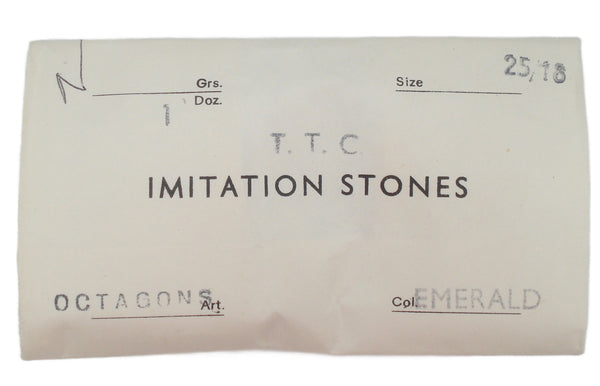 Grs.
Size 25/18
1 Doz.
T. T. C.
IMITATION STONES
OCTAGONS Art.
Col. EMERALD